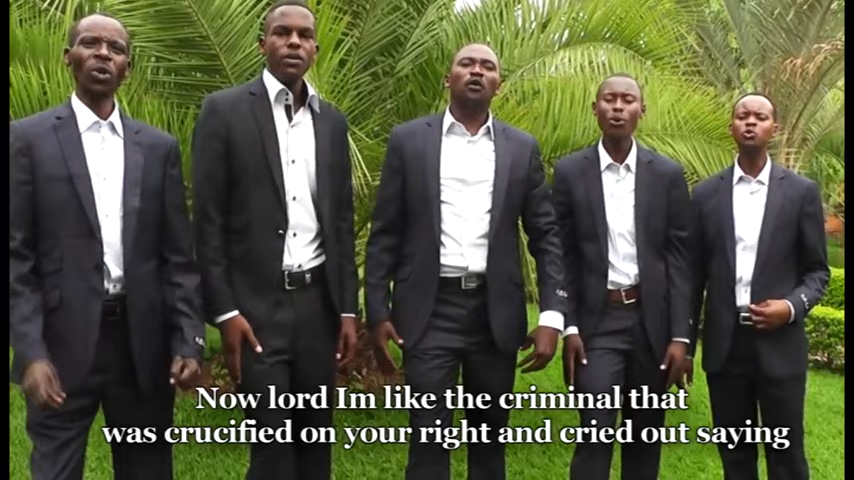 Now lord Im like the criminal that
was crucified on your right and cried out saying